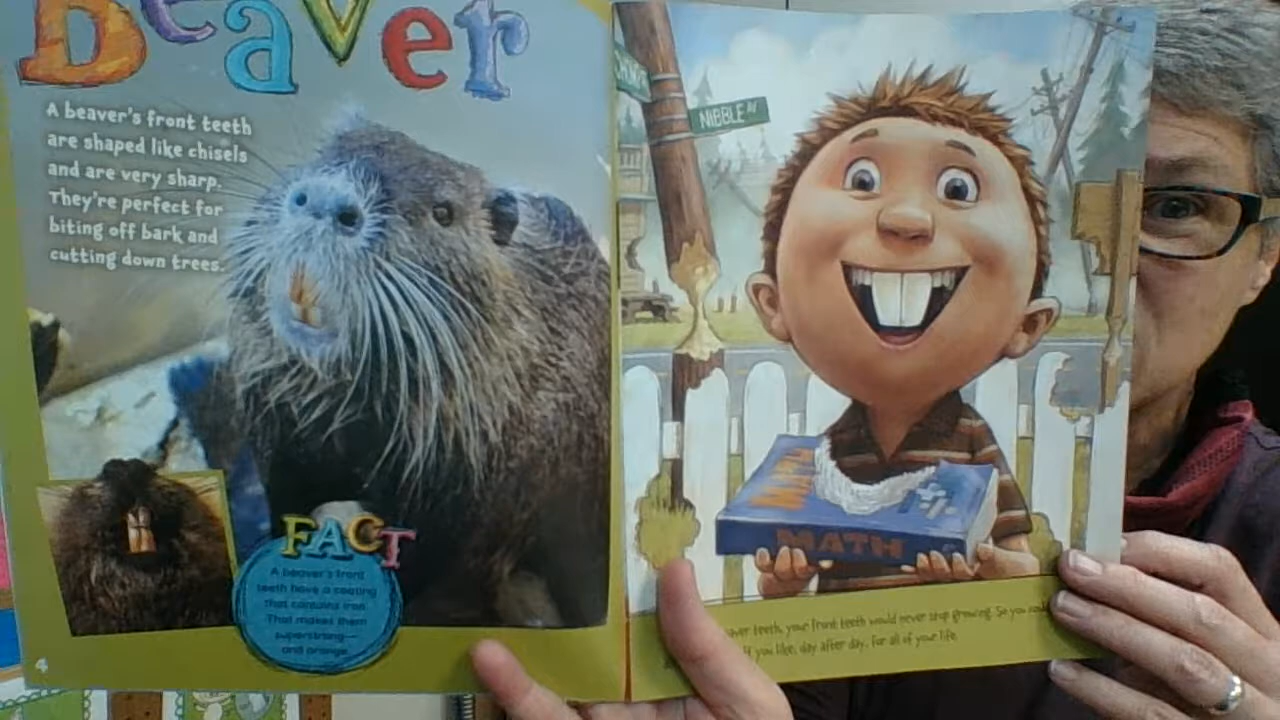 Beaver
A beaver's front teeth
are shaped like chisels
and are very sharp.
They're perfect for
biting off bark and
cutting down trees.
FACT
A beaver's front
teeth have a coating
that contains iron.
That makes them
superstrong—
and orange.
4
NIBBLE AV
MATH
MATH
teeth, your front teeth would never stop growing. So you
if you like, day after day, for all of your life.